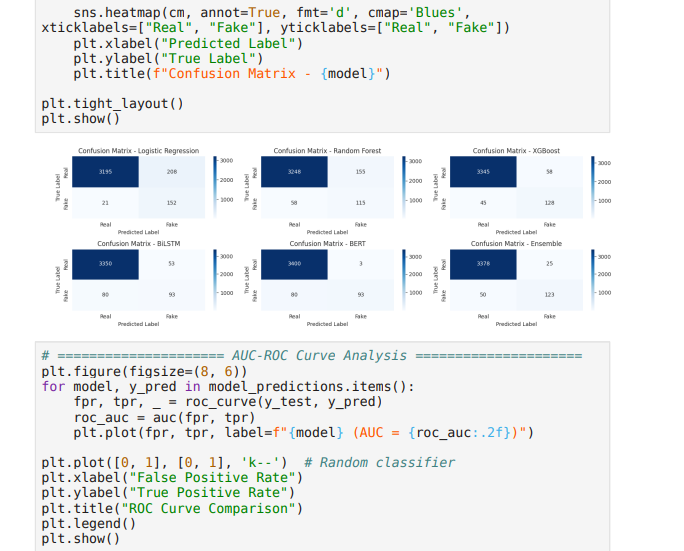 sns.heatmap(cm, annot=True, fmt='d', cmap='Blues',
xticklabels=["Real", "Fake"], yticklabels=["Real", "Fake"])
    plt.xlabel("Predicted Label")
    plt.ylabel("True Label")
    plt.title(f"Confusion Matrix - {model}")
plt.tight_layout()
plt.show()
Confusion Matrix - Logistic Regression
True Label
Real
Fake
3195 208
21 152
3000
2000
1000
Real Fake
Predicted Label
Confusion Matrix - Random Forest
True Label
Real
Fake
3248 155
58 115
3000
2000
1000
Real Fake
Predicted Label
Confusion Matrix - XGBoost
True Label
Real
Fake
3345 58
45 128
3000
2000
1000
Real Fake
Predicted Label
Confusion Matrix - BiLSTM
True Label
Real
Fake
3350 53
80 93
3000
2000
1000
Real Fake
Predicted Label
Confusion Matrix - BERT
True Label
Real
Fake
3400 3
80 93
3000
2000
1000
Real Fake
Predicted Label
Confusion Matrix - Ensemble
True Label
Real
Fake
3378 25
50 123
3000
2000
1000
Real Fake
Predicted Label
# ===================== AUC-ROC Curve Analysis =====================
plt.figure(figsize=(8, 6))
for model, y_pred in model_predictions.items():
    fpr, tpr, _ = roc_curve(y_test, y_pred)
    roc_auc = auc(fpr, tpr)
    plt.plot(fpr, tpr, label=f"{model} (AUC = {roc_auc:.2f})")
plt.plot([0, 1], [0, 1], 'k--')  # Random classifier
plt.xlabel("False Positive Rate")
plt.ylabel("True Positive Rate")
plt.title("ROC Curve Comparison")
plt.legend()
plt.show()